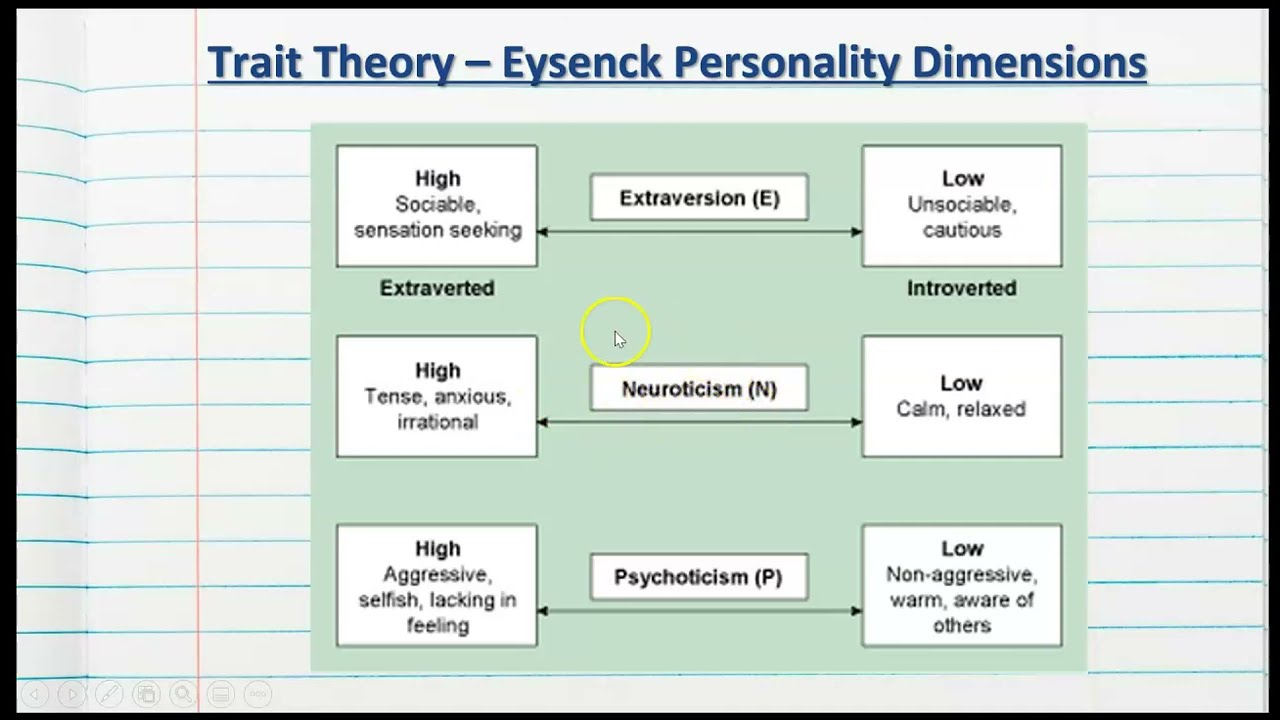 Trait Theory – Eysenck Personality Dimensions
High
Sociable,
sensation seeking
Extraversion (E)
Low
Unsociable,
cautious
Extraverted
Introverted
High
Tense, anxious,
irrational
Neuroticism (N)
Low
Calm, relaxed
High
Aggressive,
selfish, lacking in
feeling
Psychoticism (P)
Low
Non-aggressive,
warm, aware of
others